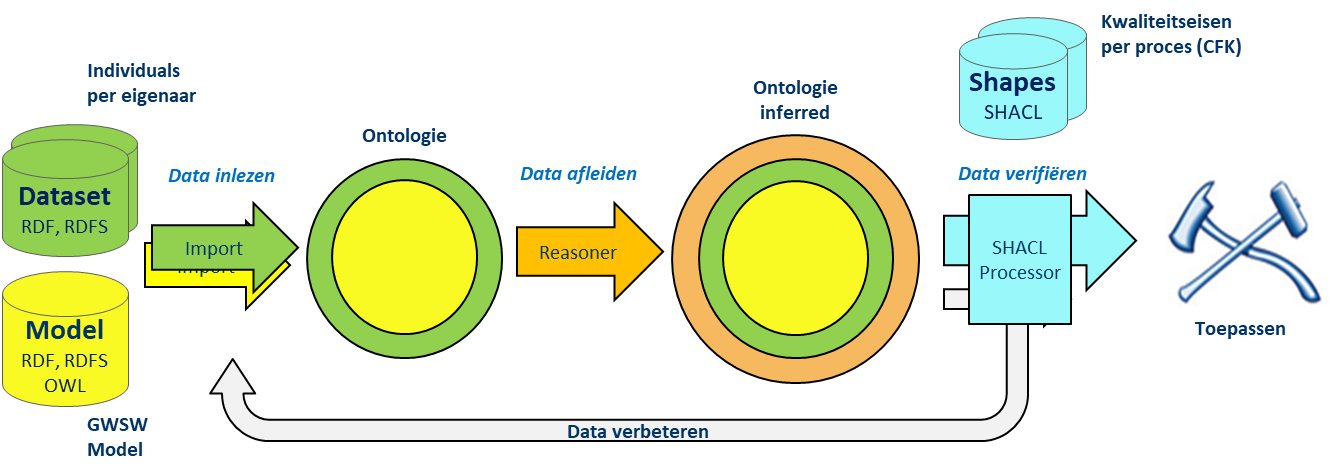 Individuals
per eigenaar
Dataset
RDF, RDFS
Model
RDF, RDFS
OWL
GWSW
Model
Data inlezen
Import
Import
Ontologie
Data afleiden
Reasoner
Ontologie
inferred
Shapes
SHACL
Kwaliteitseisen
per proces (CFK)
Data verifiëren
SHACL
Processor
Toepassen
Data verbeteren